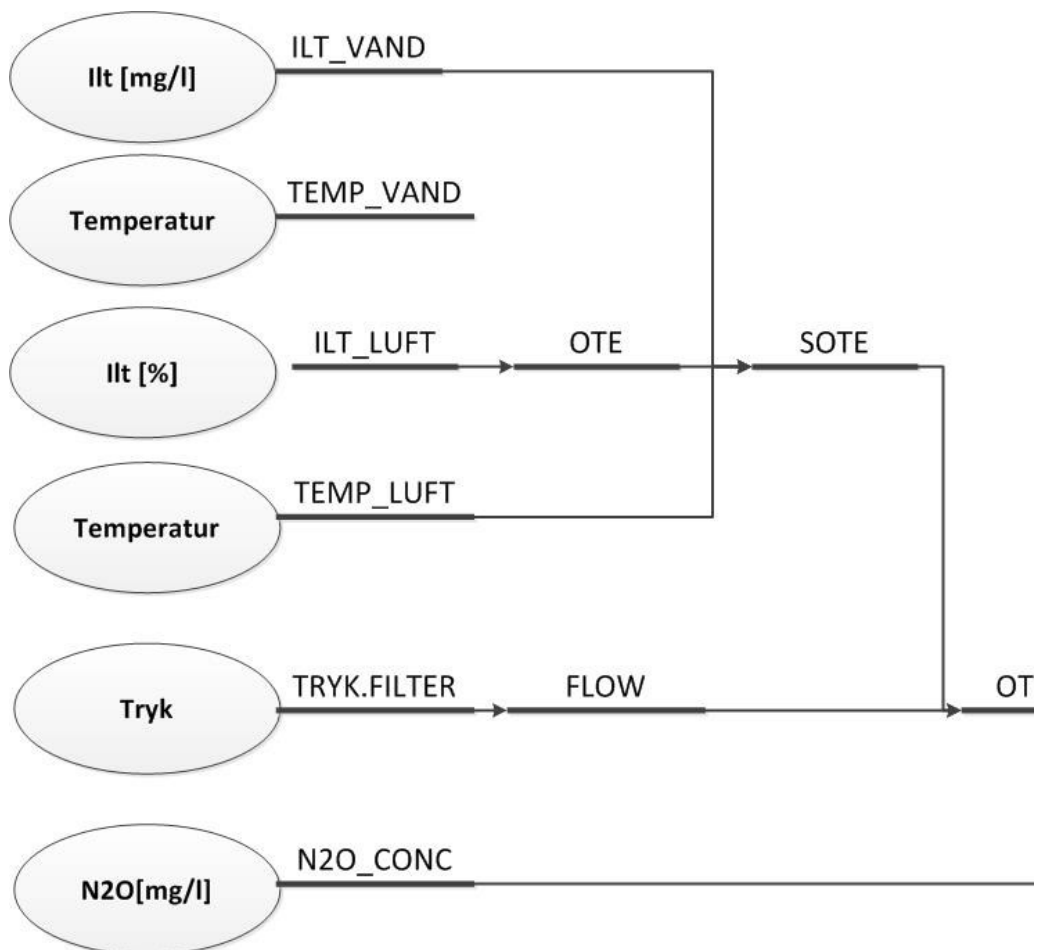 ILT_VAND
Ilt [mg/l]
TEMP_VAND
Temperatur
ILT_LUFT
OTE
SOTE
Ilt [%]
TEMP_LUFT
Temperatur
TRYK.FILTER
FLOW
OT
Tryk
N2O_CONC
N2O[mg/l]